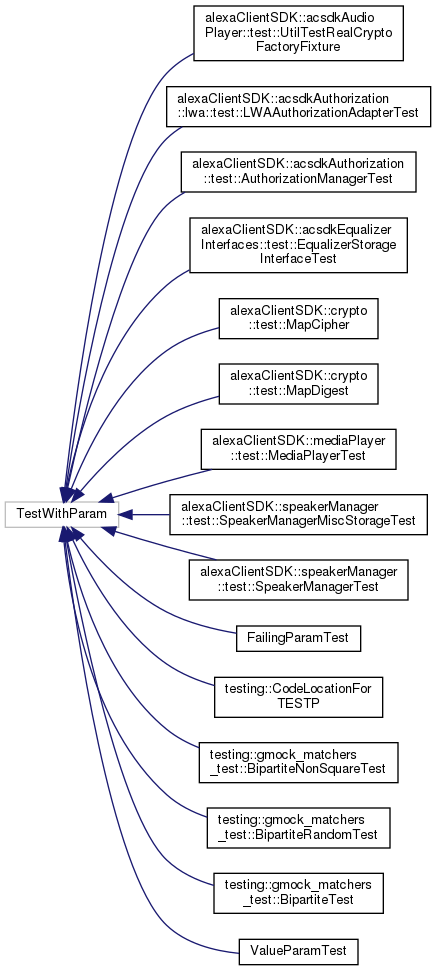 alexaClientSDK::acsdkAudio
Player::test::UtilTestRealCrypto
FactoryFixture
alexaClientSDK::acsdkAuthorization
::lwa::test::LWAAuthorizationAdapterTest
alexaClientSDK::acsdkAuthorization
::test::AuthorizationManagerTest
alexaClientSDK::acsdkEqualizer
Interfaces::test::EqualizerStorage
InterfaceTest
alexaClientSDK::crypto
::test::MapCipher
alexaClientSDK::crypto
::test::MapDigest
alexaClientSDK::mediaPlayer
::test::MediaPlayerTest
TestWithParam
alexaClientSDK::speakerManager
::test::SpeakerManagerMiscStorageTest
alexaClientSDK::speakerManager
::test::SpeakerManagerTest
FailingParamTest
testing::CodeLocationFor
TESTP
testing::gmock_matchers
_test::BipartiteNonSquareTest
testing::gmock_matchers
_test::BipartiteRandomTest
testing::gmock_matchers
_test::BipartiteTest
ValueParamTest